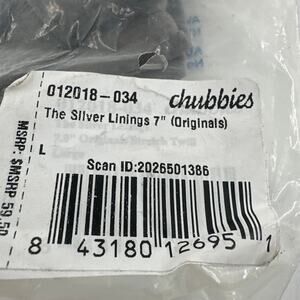 012018-034 chubbies
The Silver Linings 7" (Originals)
L
Scan ID:2026501386
MSRP: $MSRP 59.50
8 43180 12695 1